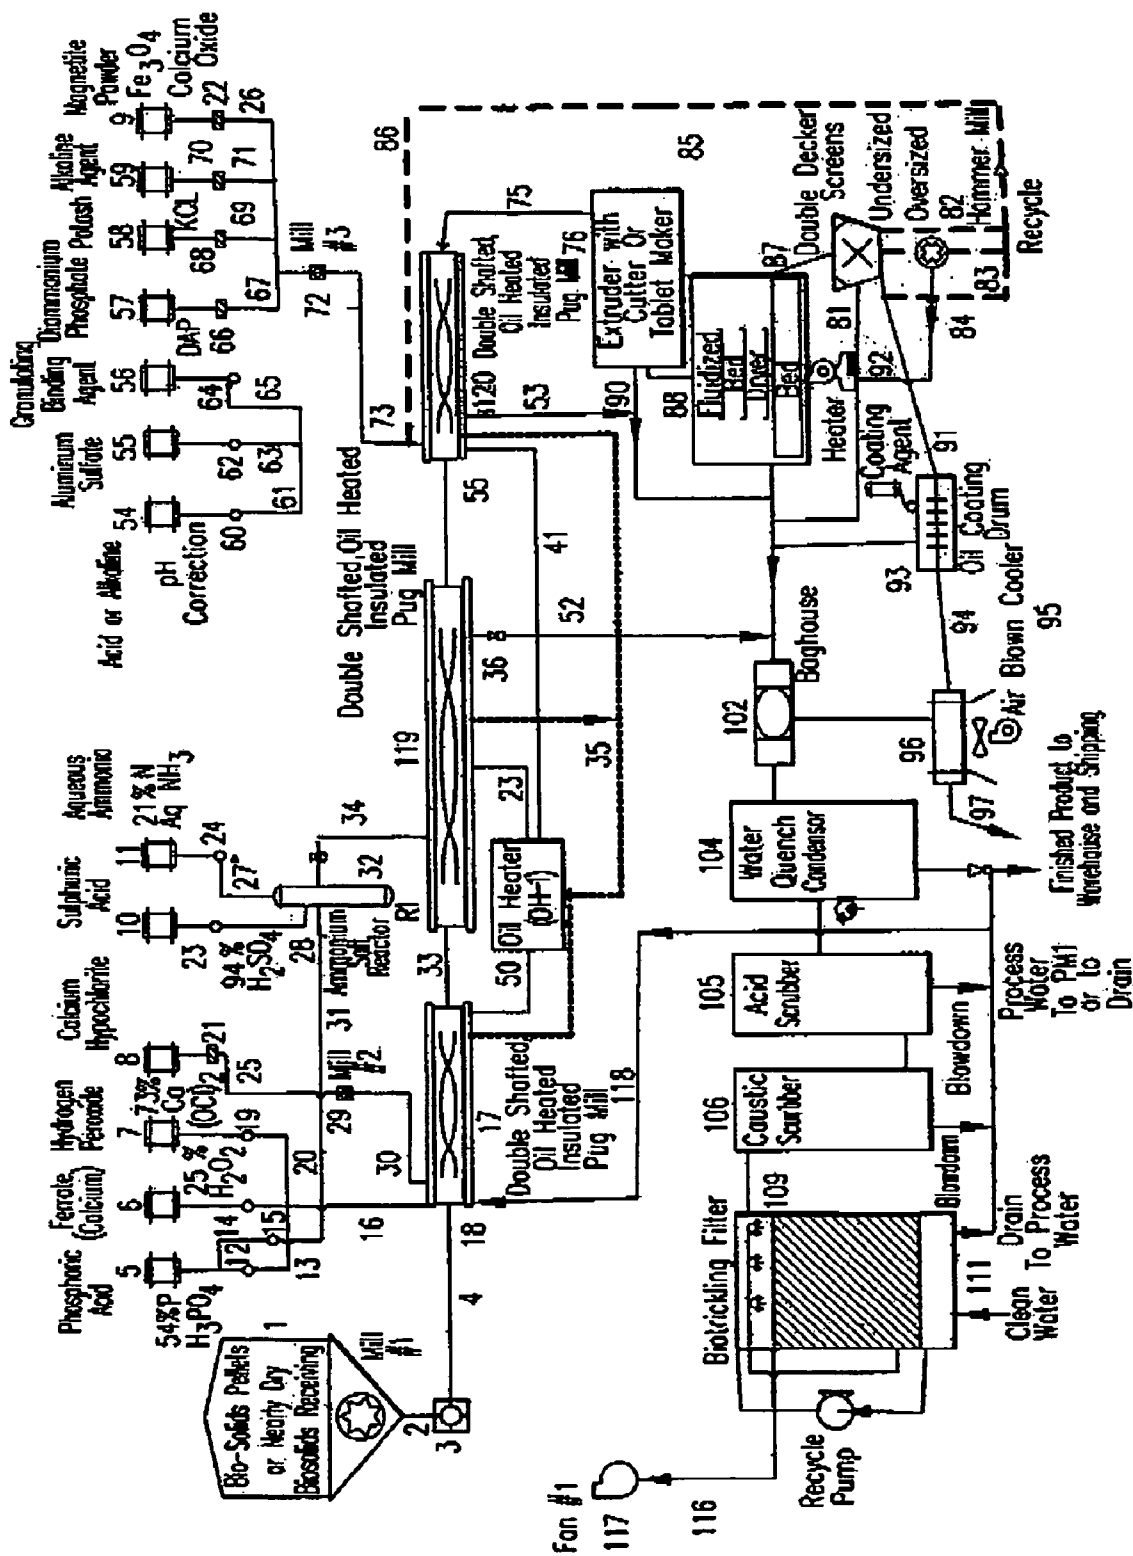 Phosphoric
Acid
5
54%P
H3PO4
Ferrate
(Calcium)
6
Hydrogen
Peroxide
7
25 %
H2O2
Calcium
Hypochlorite
8
73%
Ca
(OCl)2
Sulphuric
Acid
10
94 %
H2SO4
Aqueous
Ammonia
11
21%N
Aq NH3
Acid or Alkaline
54
pH
Correction
Aluminum
Sulfate
55
Granulating
Binding
Agent
56
Diammonium
Phosphate
57
DAP
Potash
58
KCL
Alkaline
Agent
59
Magnetite
Powder
9
Fe3O4
Calcium
Oxide
12
14
15
13
19
20
21
25
23
24
27
28
60
61
62
63
64
65
66
67
68
69
70
71
22
26
Bio-Solids Pellets
or Nearly Dry
Biosolids Receiving
1
Mill
#1
2
3
4
16
18
17
29
Mill
#2
30
31
Ammonium
Salt
Reactor
R1
32
33
34
Double Shafted,
Oil Heated
Insulated
Pug Mill
118
119
Double Shafted,Oil Heated
Insulated
Pug Mill
Oil Heater
(OH-1)
50
23
35
36
52
41
55
53
Mill
#3
72
73
86
120
Double Shafted,
Oil Heated
Insulated
Pug Mill
75
76
Extruder with
Cutter Or
Tablet Maker
85
90
88
Fluidized
Bed
Dryer
Bed
87
Double Decker
Screens
Undersized
Oversized
82
Hammer Mill
83
84
Recycle
81
92
Heater
Coating
Agent
91
93
Oil Coating
Drum
94
95
Air Blown Cooler
96
97
Finished Product to
Warehouse and Shipping
102
Baghouse
104
Water
Quench
Condensor
105
Acid
Scrubber
106
Caustic
Scurbber
Blowdown
Blowdown
Process
Water
To PM1
or to
Drain
Biotrickling Filter
109
111
Drain
To Process
Water
Clean
Water
Recycle
Pump
Fan #1
117
116